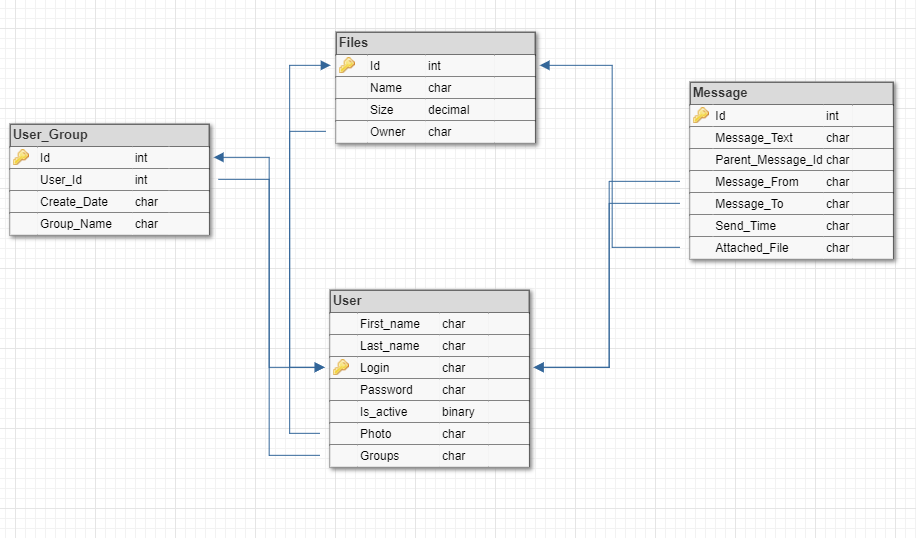 Files
Id int
Name char
Size decimal
Owner char
Message
Id int
Message_Text char
Parent_Message_Id char
Message_From char
Message_To char
Send_Time char
Attached_File char
User_Group
Id int
User_Id int
Create_Date char
Group_Name char
User
First_name char
Last_name char
Login char
Password char
Is_active binary
Photo char
Groups char